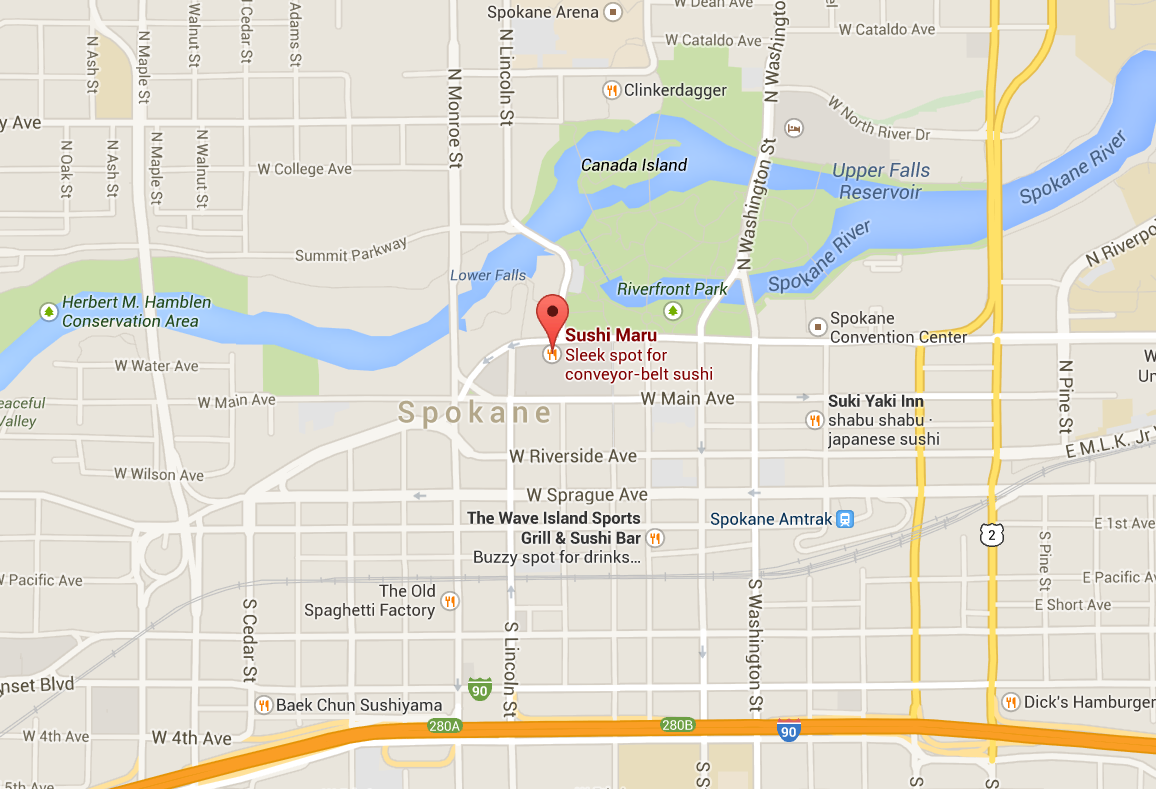 Spokane Arena
W Dean Ave
N Washington
Adams St
N Cedar St
N Walnut St
N Maple St
N Ash St
N Lincoln St
N Monroe St
W Cataldo Ave
W Cataldo Ave
Clinkerdagger
W North River Dr
y Ave
N Oak St
N Ash St
N Maple St
N Walnut St
W College Ave
Canada Island
Upper Falls
Reservoir
Spokane River
N Washington St
Spokane River
Summit Parkway
Lower Falls
N Riverpo
Riverfront Park
Herbert M. Hamblen
Conservation Area
Sushi Maru
Sleek spot for
conveyor-belt sushi
Spokane
Convention Center
W Water Ave
N Pine St
W
Un
W Main Ave
W Main Ave
Spokane
eaceful
Valley
Suki Yaki Inn
shabu shabu ·
japanese sushi
E M.L.K. Jr
W Riverside Ave
W Wilson Ave
W Sprague Ave
The Wave Island Sports
Grill & Sushi Bar
Buzzy spot for drinks...
Spokane Amtrak
2
E 1st Ave
S Pine St
W Pacific Ave
E Pacific Av
The Old
Spaghetti Factory
E Short Ave
S Cedar St
S Lincoln St
S Washington St
nset Blvd
90
Baek Chun Sushiyama
Dick's Hamburger
280A
280B
90
W 4th Ave
W 4th Ave
5th Ave
S S
S
S